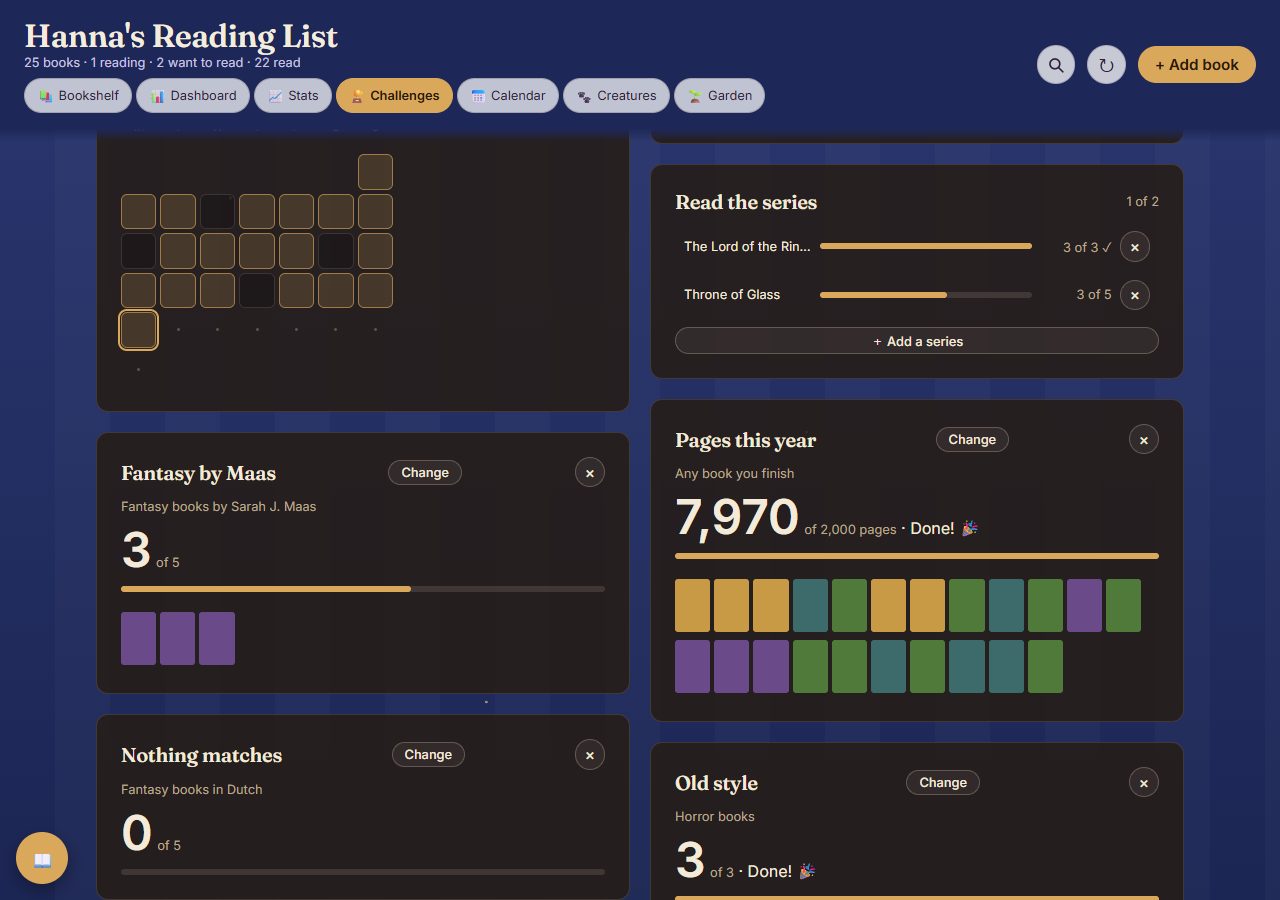 Hanna's Reading List
25 books · 1 reading · 2 want to read · 22 read
Bookshelf
Dashboard
Stats
Challenges
Calendar
Creatures
Garden
↻
+ Add book
Fantasy by Maas
Change
×
Fantasy books by Sarah J. Maas
3 of 5
Nothing matches
Change
×
Fantasy books in Dutch
0 of 5
Read the series
1 of 2
The Lord of the Rin...
3 of 3 ✓
×
Throne of Glass
3 of 5
×
+ Add a series
Pages this year
Change
×
Any book you finish
7,970 of 2,000 pages · Done! 🎉
Old style
Change
×
Horror books
3 of 3 · Done! 🎉